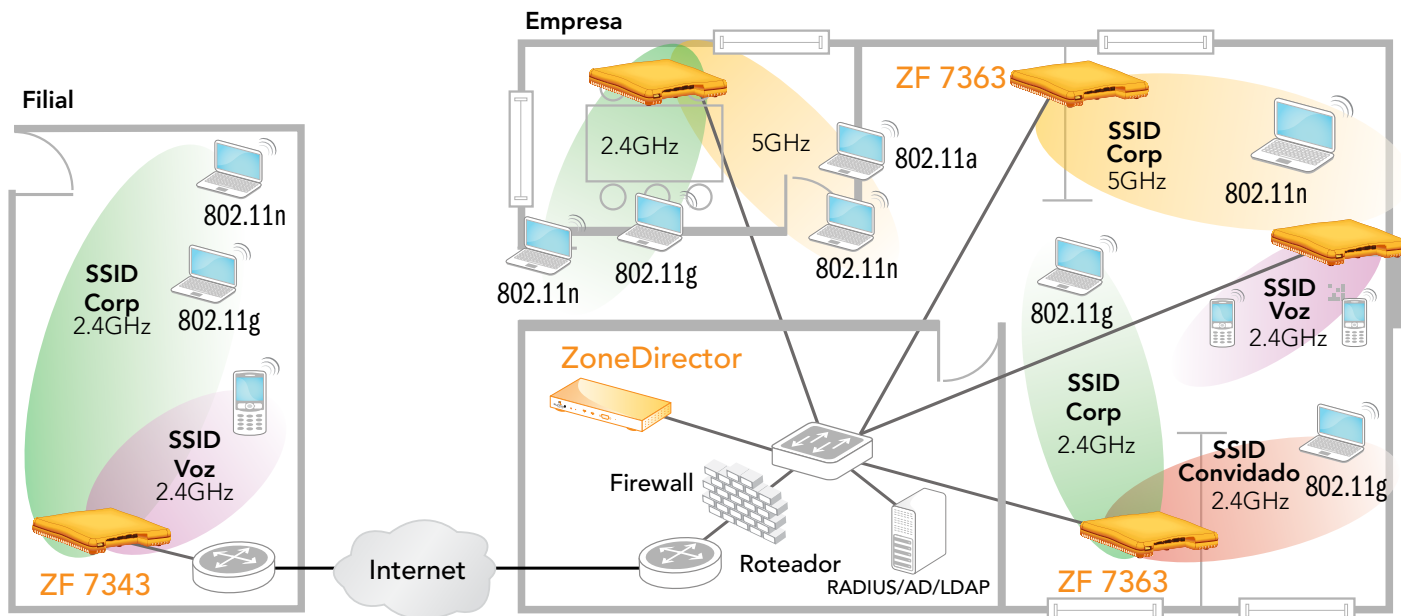 Filial
802.11n
SSID
Corp
2.4GHz
802.11g
SSID
Voz
2.4GHz
ZF 7343
Internet
Empresa
2.4GHz
5GHz
802.11a
802.11n
802.11g
802.11n
ZF 7363
SSID
Corp
5GHz
802.11n
SSID
Voz
2.4GHz
802.11g
SSID
Corp
2.4GHz
SSID
Convidado
2.4GHz
802.11g
ZF 7363
ZoneDirector
Firewall
Roteador
RADIUS/AD/LDAP